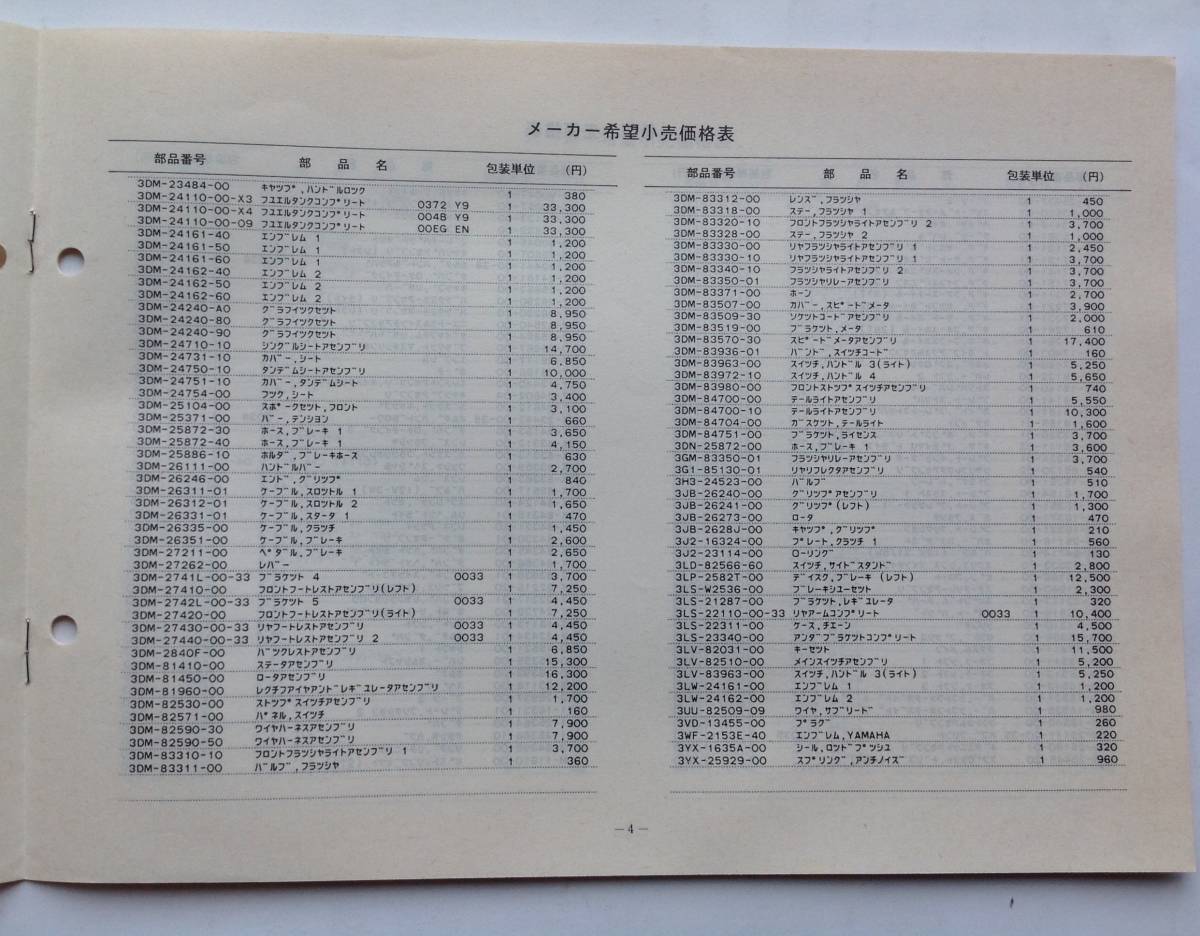 メーカー希望小売価格表
部品番号 部品名 包装単位 (円)
3DM-23484-00 キヤツプ,ハンドルロツク 1 380
3DM-24110-00-X3 フユエルタンクコンプリート 0372 Y9 1 33,300
3DM-24110-00-X4 フユエルタンクコンプリート 004B Y9 1 33,300
3DM-24110-00-09 フユエルタンクコンプリート 00EG EN 1 33,300
3DM-24161-40 エンブレム 1 1 1,200
3DM-24161-50 エンブレム 1 1 1,200
3DM-24161-60 エンブレム 1 1 1,200
3DM-24162-40 エンブレム 2 1 1,200
3DM-24162-50 エンブレム 2 1 1,200
3DM-24162-60 エンブレム 2 1 1,200
3DM-24240-A0 グラフイツクセツト 1 8,950
3DM-24240-80 グラフイツクセツト 1 8,950
3DM-24240-90 グラフイツクセツト 1 8,950
3DM-24710-10 シングルシートアセンブリ 1 14,700
3DM-24731-10 カバー,シート 1 6,850
3DM-24750-10 タンデムシートアセンブリ 1 10,000
3DM-24751-10 カバー,タンデムシート 1 4,750
3DM-24754-00 フツク,シート 1 3,400
3DM-25104-00 スポークセツト,フロント 1 3,100
3DM-25371-00 バー,テンシヨン 1 660
3DM-25872-30 ホース,ブレーキ 1 1 3,650
3DM-25872-40 ホース,ブレーキ 1 1 4,150
3DM-25886-10 ホルダ,ブレーキホース 1 630
3DM-26111-00 ハンドルバー 1 2,700
3DM-26246-00 エンド,グリツプ 1 840
3DM-26311-01 ケーブル,スロツトル 1 1 1,700
3DM-26312-01 ケーブル,スロツトル 2 1 1,650
3DM-26331-01 ケーブル,スタータ 1 1 470
3DM-26335-00 ケーブル,クラツチ 1 1,450
3DM-26351-00 ケーブル,ブレーキ 1 2,600
3DM-27211-00 ペダル,ブレーキ 1 2,650
3DM-27262-00 レバー 1 1,700
3DM-2741L-00-33 ブラケツト 4 0033 1 3,700
3DM-27410-00 フロントフートレストアセンブリ(レフト) 1 7,250
3DM-2742L-00-33 ブラケツト 5 0033 1 4,450
3DM-27420-00 フロントフートレストアセンブリ(ライト) 1 7,250
3DM-27430-00-33 リヤフートレストアセンブリ 0033 1 4,450
3DM-27440-00-33 リヤフートレストアセンブリ 2 0033 1 4,450
3DM-2840F-00 バツクレストアセンブリ 1 6,850
3DM-81410-00 ステータアセンブリ 1 15,300
3DM-81450-00 ロータアセンブリ 1 16,300
3DM-81960-00 レクチフアイヤアンドレギユレータアセンブリ 1 12,200
3DM-82530-00 ストツプスイツチアセンブリ 1 1,700
3DM-82571-00 パネル,スイツチ 1 160
3DM-82590-30 ワイヤハーネスアセンブリ 1 7,900
3DM-82590-50 ワイヤハーネスアセンブリ 1 7,900
3DM-83310-10 フロントフラツシヤライトアセンブリ 1 1 3,700
3DM-83311-00 バルブ,フラツシヤ 1 360
部品番号 部品名 包装単位 (円)
3DM-83312-00 レンズ,フラツシヤ 1 450
3DM-83318-00 ステー,フラツシヤ 1 1 1,000
3DM-83320-10 フロントフラツシヤライトアセンブリ 2 1 3,700
3DM-83328-00 ステー,フラツシヤ 2 1 1,000
3DM-83330-00 リヤフラツシヤライトアセンブリ 1 1 2,450
3DM-83330-10 リヤフラツシヤライトアセンブリ 1 1 3,700
3DM-83340-10 フラツシヤライトアセンブリ 2 1 3,700
3DM-83350-01 フラツシヤリレーアセンブリ 1 3,700
3DM-83371-00 ホーン 1 2,700
3DM-83507-00 カバー,スピードメータ 1 3,900
3DM-83509-30 ソケツトコードアセンブリ 1 2,000
3DM-83519-00 ブラケツト,メータ 1 610
3DM-83570-30 スピードメータアセンブリ 1 17,400
3DM-83936-01 バンド,スイツチコード 1 160
3DM-83963-00 スイツチ,ハンドル 3(ライト) 1 5,250
3DM-83972-10 スイツチ,ハンドル 4 1 5,650
3DM-83980-00 フロントストツプスイツチアセンブリ 1 740
3DM-84700-00 テールライトアセンブリ 1 5,550
3DM-84700-10 テールライトアセンブリ 1 10,300
3DM-84704-00 ガスケツト,テールライト 1 1,600
3DM-84751-00 ブラケツト,ライセンス 1 3,700
3DN-25872-00 ホース,ブレーキ 1 1 3,600
3GM-83350-01 フラツシヤリレーアセンブリ 1 3,700
3G1-85130-01 リヤリフレクタアセンブリ 1 540
3H3-24523-00 バルブ 1 510
3JB-26240-00 グリツプアセンブリ 1 1,700
3JB-26241-00 グリツプ(レフト) 1 1,300
3JB-26273-00 ロータ 1 470
3JB-2628J-00 キヤツプ,グリツプ 1 210
3J2-16324-00 プレート,クラツチ 1 1 560
3J2-23114-00 ローリング 1 130
3LD-82566-60 スイツチ,サイドスタンド 1 2,800
3LP-2582T-00 デイスク,ブレーキ(レフト) 1 12,500
3LS-W2536-00 ブレーキシユーセツト 1 2,300
3LS-21287-00 ブラケツト,レギユレータ 1 320
3LS-22110-00-33 リヤアームコンプリート 0033 1 10,400
3LS-22311-00 ケース,チエーン 1 4,500
3LS-23340-00 アンダブラケツトコンプリート 1 15,700
3LV-82031-00 キーセツト 1 11,500
3LV-82510-00 メインスイツチアセンブリ 1 5,200
3LV-83963-00 スイツチ,ハンドル 3(ライト) 1 5,250
3LW-24161-00 エンブレム 1 1 1,200
3LW-24162-00 エンブレム 2 1 1,200
3UU-82509-09 ワイヤ,サブリード 1 980
3VD-13455-00 プラグ 1 260
3WF-2153E-40 エンブレム,YAMAHA 1 220
3YX-1635A-00 シール,ロツドプツシユ 1 320
3YX-25929-00 スプリング,アンチノイズ 1 960
—4—